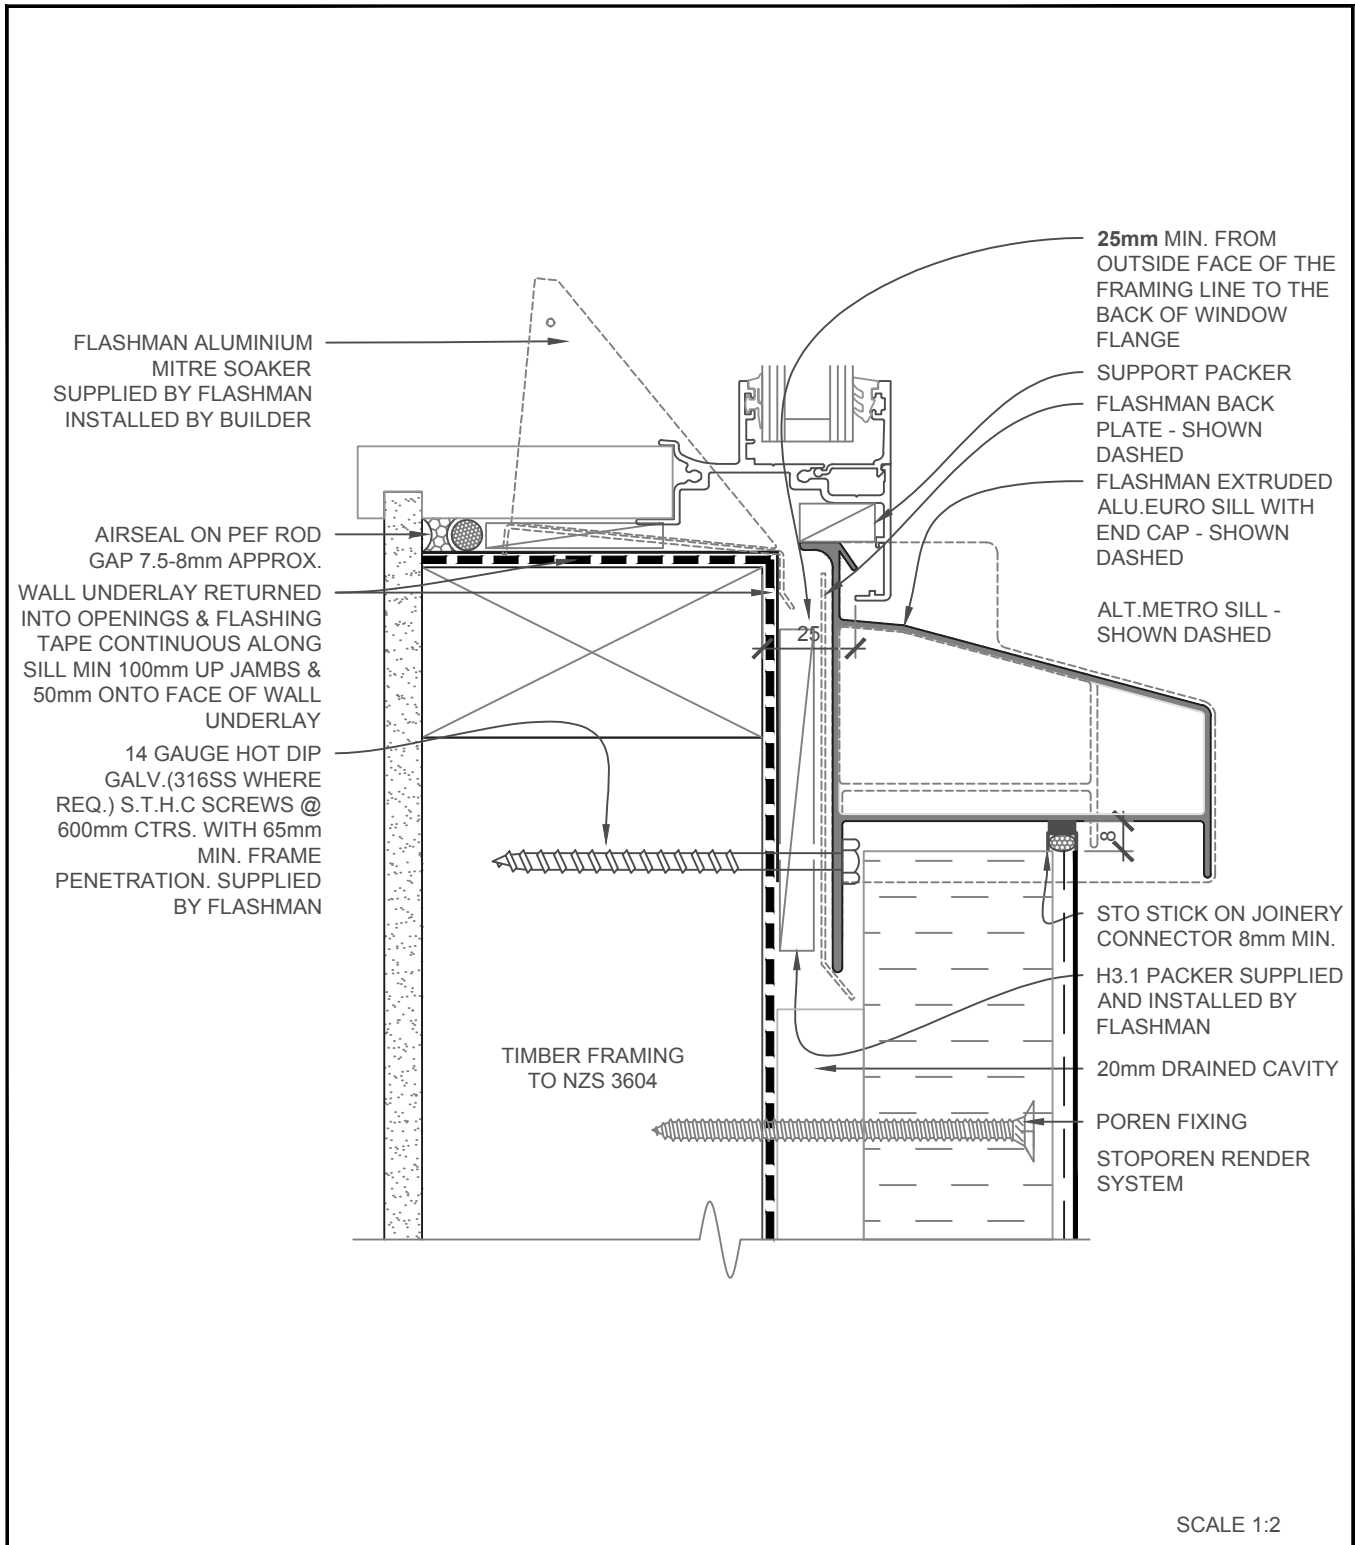 FLASHMAN ALUMINIUM
MITRE SOAKER
SUPPLIED BY FLASHMAN
INSTALLED BY BUILDER
AIRSEAL ON PEF ROD
GAP 7.5-8mm APPROX.
WALL UNDERLAY RETURNED
INTO OPENINGS & FLASHING
TAPE CONTINUOUS ALONG
SILL MIN 100mm UP JAMBS &
50mm ONTO FACE OF WALL
UNDERLAY
14 GAUGE HOT DIP
GALV.(316SS WHERE
REQ.) S.T.H.C SCREWS @
600mm CTRS. WITH 65mm
MIN. FRAME
PENETRATION. SUPPLIED
BY FLASHMAN
TIMBER FRAMING
TO NZS 3604
25
8
25mm MIN. FROM
OUTSIDE FACE OF THE
FRAMING LINE TO THE
BACK OF WINDOW
FLANGE
SUPPORT PACKER
FLASHMAN BACK
PLATE - SHOWN
DASHED
FLASHMAN EXTRUDED
ALU.EURO SILL WITH
END CAP - SHOWN
DASHED
ALT.METRO SILL -
SHOWN DASHED
STO STICK ON JOINERY
CONNECTOR 8mm MIN.
H3.1 PACKER SUPPLIED
AND INSTALLED BY
FLASHMAN
20mm DRAINED CAVITY
POREN FIXING
STOPOREN RENDER
SYSTEM
SCALE 1:2